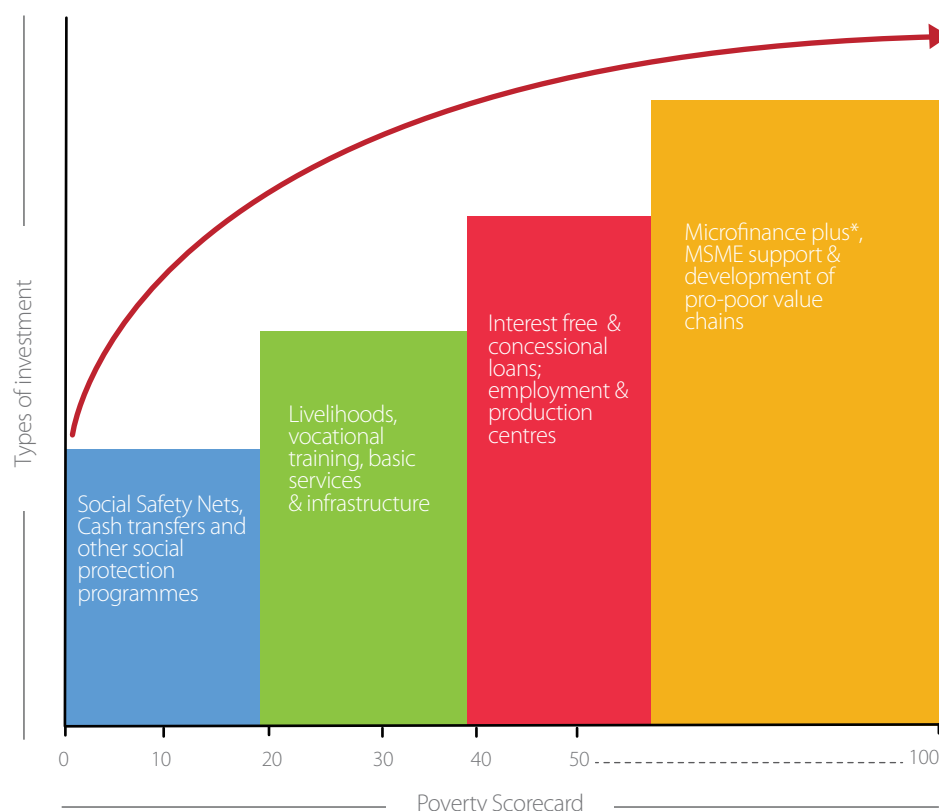 Types of investment
Social Safety Nets,
Cash transfers and
other social
protection
programmes
Livelihoods,
vocational
training, basic
services
& infrastructure
Interest free &
concessional
loans;
employment &
production
centres
Microfinance plus*,
MSME support &
development of
pro-poor value
chains
0 10 20 30 40 50 100
Poverty Scorecard